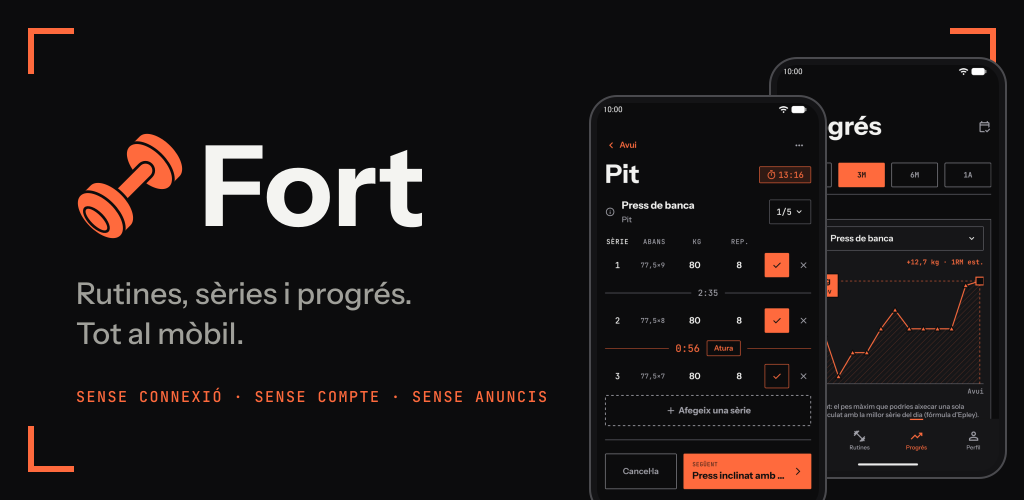 Fort
Rutines, sèries i progrés.
Tot al mòbil.
SENSE CONNEXIÓ · SENSE COMPTE · SENSE ANUNCIS
10:00
Avui
Pit
13:16
Press de banca
Pit
1/5
SÈRIE ABANS KG REP.
1 77,5×9 80 8
2:35
2 77,5×8 80 8
0:56 Atura
3 77,5×7 80 8
+ Afegeix una sèrie
Cancel·la
SEGÜENT
Press inclinat amb ...
10:00
grés
3M 6M 1A
Press de banca
+12,7 kg · 1RM est.
Avui
el pes màxim que podries aixecar una sola
culat amb la millor sèrie del dia (fórmula d'Epley).
Rutines Progrés Perfil